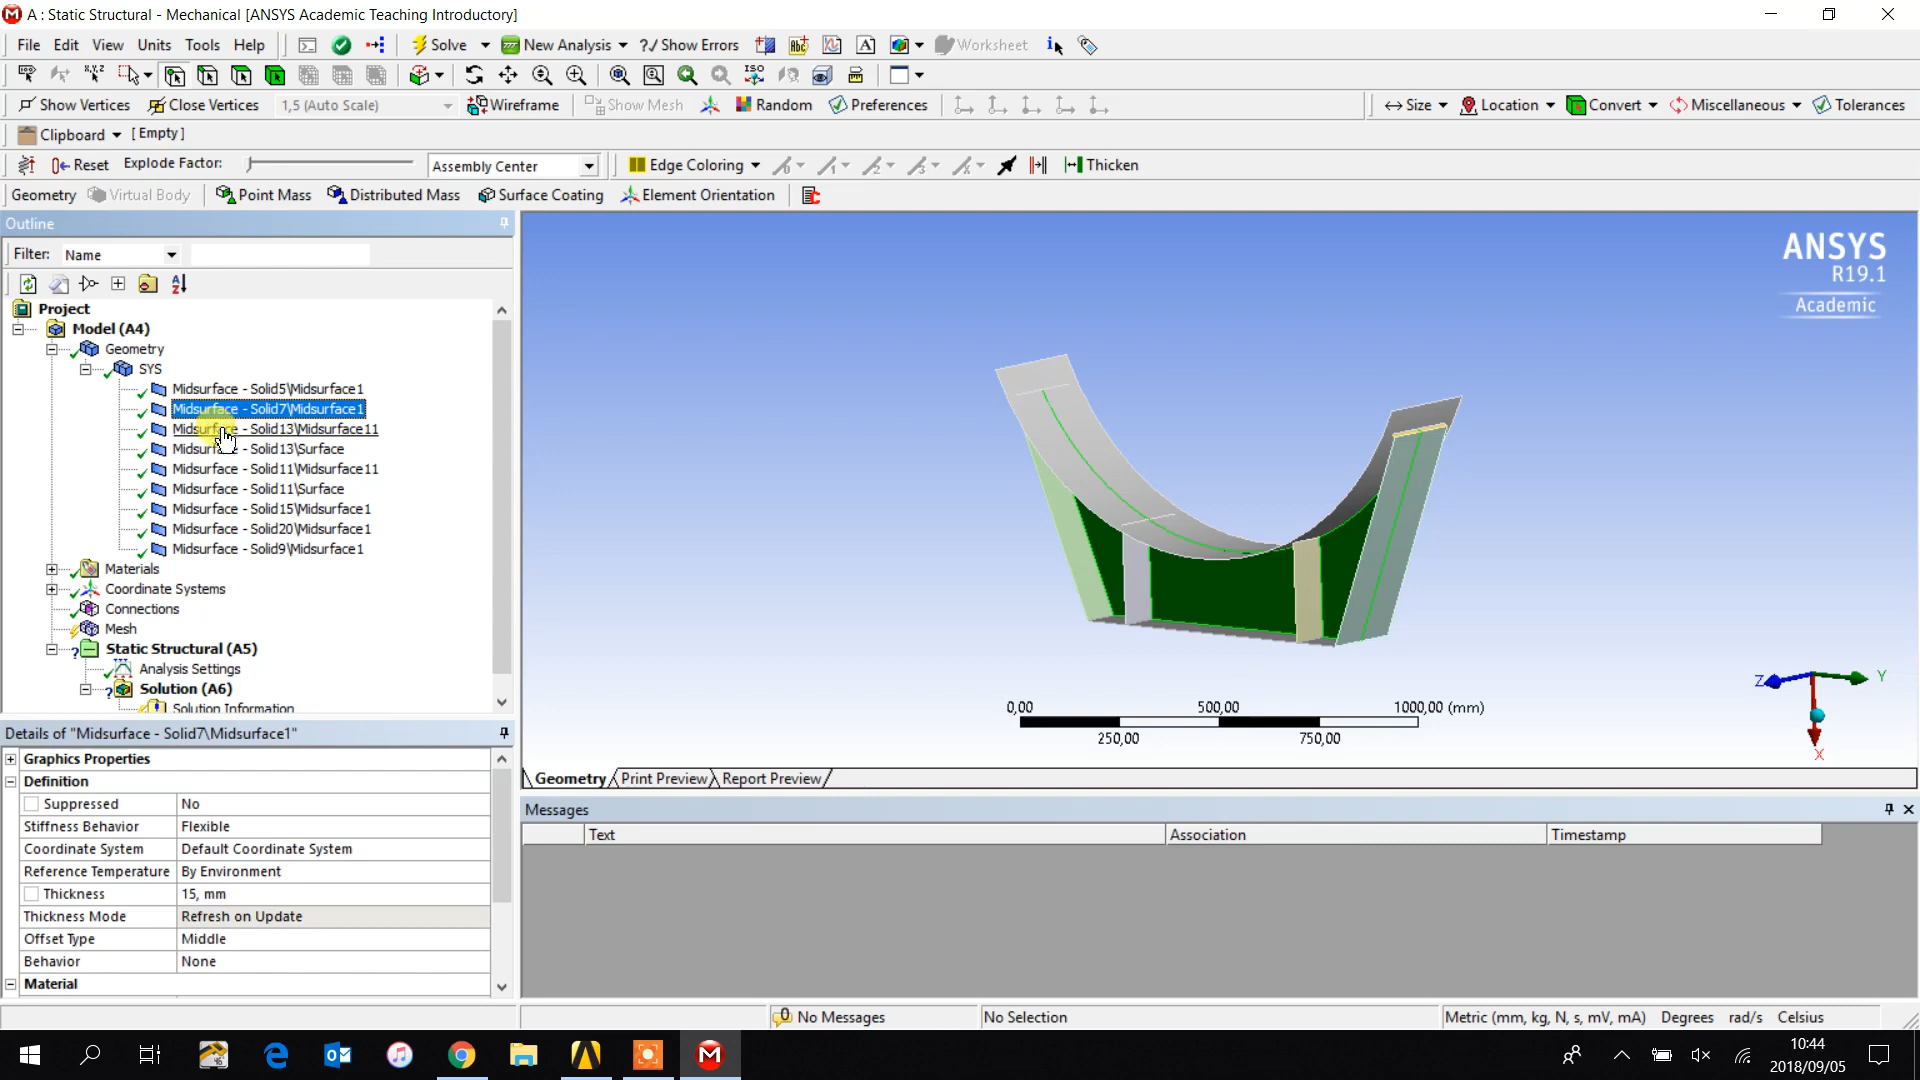 A : Static Structural - Mechanical [ANSYS Academic Teaching Introductory]
File Edit View Units Tools Help Solve New Analysis ?/ Show Errors Worksheet
Show Vertices Close Vertices 1,5 (Auto Scale) Wireframe Show Mesh Random Preferences Size Location Convert Miscellaneous Tolerances
Clipboard [ Empty ]
Reset Explode Factor: Assembly Center Edge Coloring Thicken
Geometry Virtual Body Point Mass Distributed Mass Surface Coating Element Orientation
Outline
Filter: Name
Project
Model (A4)
Geometry
SYS
Midsurface - Solid5\Midsurface1
Midsurface - Solid7\Midsurface1
Midsurface - Solid13\Midsurface11
Midsurface - Solid13\Surface
Midsurface - Solid11\Midsurface11
Midsurface - Solid11\Surface
Midsurface - Solid15\Midsurface1
Midsurface - Solid20\Midsurface1
Midsurface - Solid9\Midsurface1
Materials
Coordinate Systems
Connections
Mesh
Static Structural (A5)
Analysis Settings
Solution (A6)
Solution Information
Details of "Midsurface - Solid7\Midsurface1"
Graphics Properties
Definition
Suppressed No
Stiffness Behavior Flexible
Coordinate System Default Coordinate System
Reference Temperature By Environment
Thickness 15, mm
Thickness Mode Refresh on Update
Offset Type Middle
Behavior None
Material
ANSYS
R19.1
Academic
0,00 500,00 1000,00 (mm)
250,00 750,00
Z Y
X
Geometry Print Preview Report Preview
Messages
Text Association Timestamp
No Messages No Selection Metric (mm, kg, N, s, mV, mA) Degrees rad/s Celsius
10:44
2018/09/05